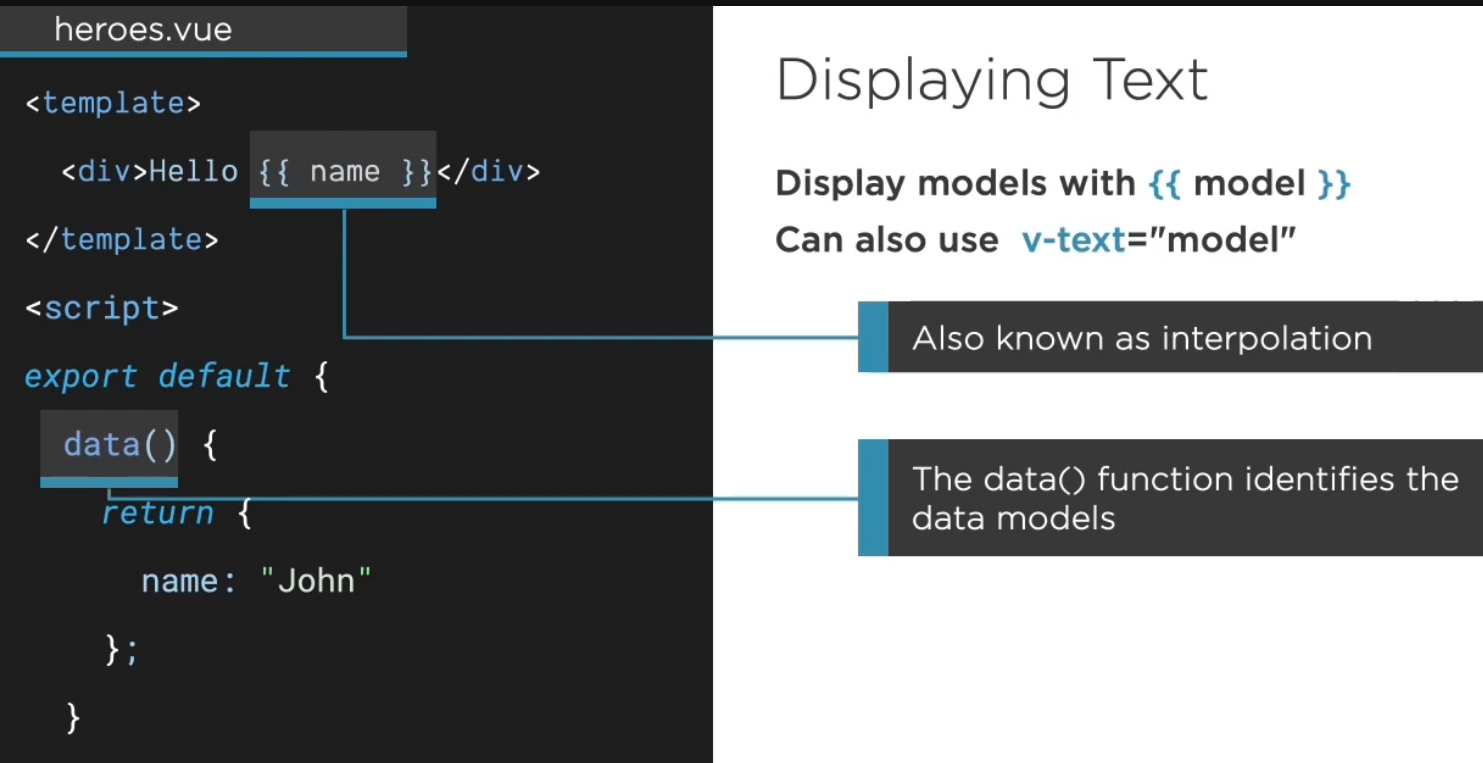 heroes.vue
<template>
<div>Hello {{ name }}</div>
</template>
<script>
export default {
data() {
return {
name: "John"
};
}
Displaying Text
Display models with {{ model }}
Can also use v-text="model"
Also known as interpolation
The data() function identifies the
data models